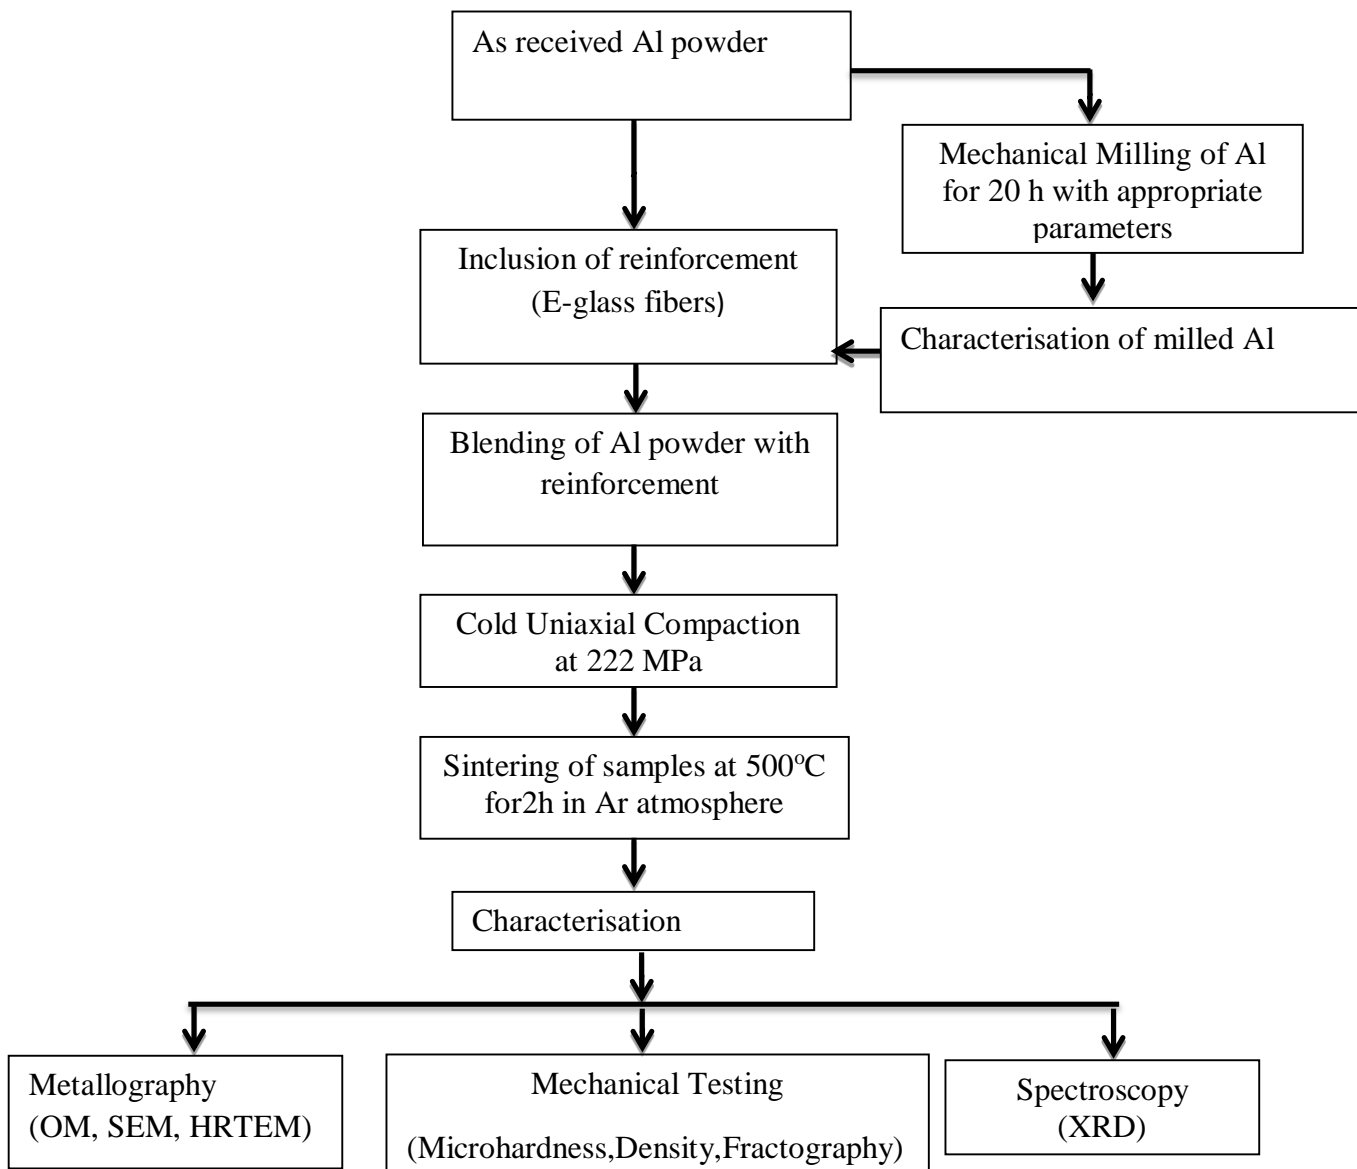 As received Al powder
Mechanical Milling of Al
for 20 h with appropriate
parameters
Inclusion of reinforcement
(E-glass fibers)
Characterisation of milled Al
Blending of Al powder with
reinforcement
Cold Uniaxial Compaction
at 222 MPa
Sintering of samples at 500°C
for2h in Ar atmosphere
Characterisation
Metallography
(OM, SEM, HRTEM)
Mechanical Testing
(Microhardness,Density,Fractography)
Spectroscopy
(XRD)